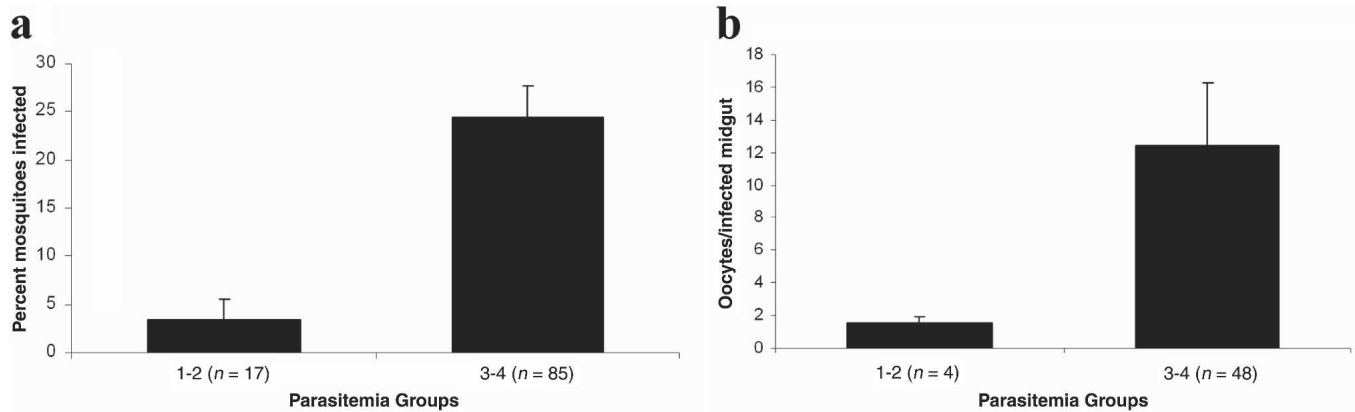 a
30
25
20
15
10
5
0
Percent mosquitoes infected
1-2 (n = 17)
3-4 (n = 85)
Parasitemia Groups
b
18
16
14
12
10
8
6
4
2
0
Oocytes/infected midgut
1-2 (n = 4)
3-4 (n = 48)
Parasitemia Groups